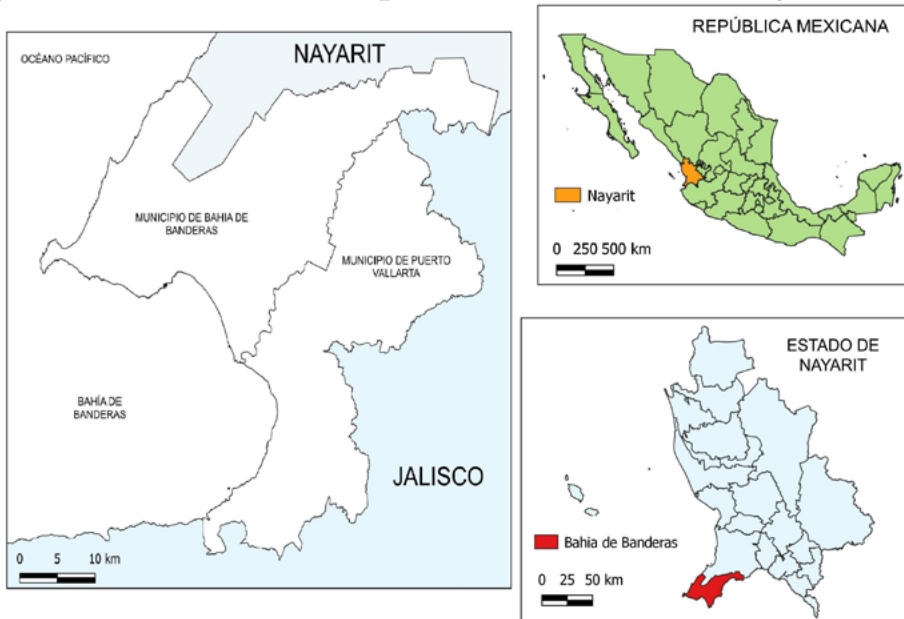 OCÉANO PACÍFICO
NAYARIT
MUNICIPIO DE BAHIA DE
BANDERAS
MUNICIPIO DE PUERTO
VALLARTA
BAHÍA DE
BANDERAS
JALISCO
0 5 10 km
REPÚBLICA MEXICANA
Nayarit
0 250 500 km
ESTADO DE
NAYARIT
Bahia de Banderas
0 25 50 km